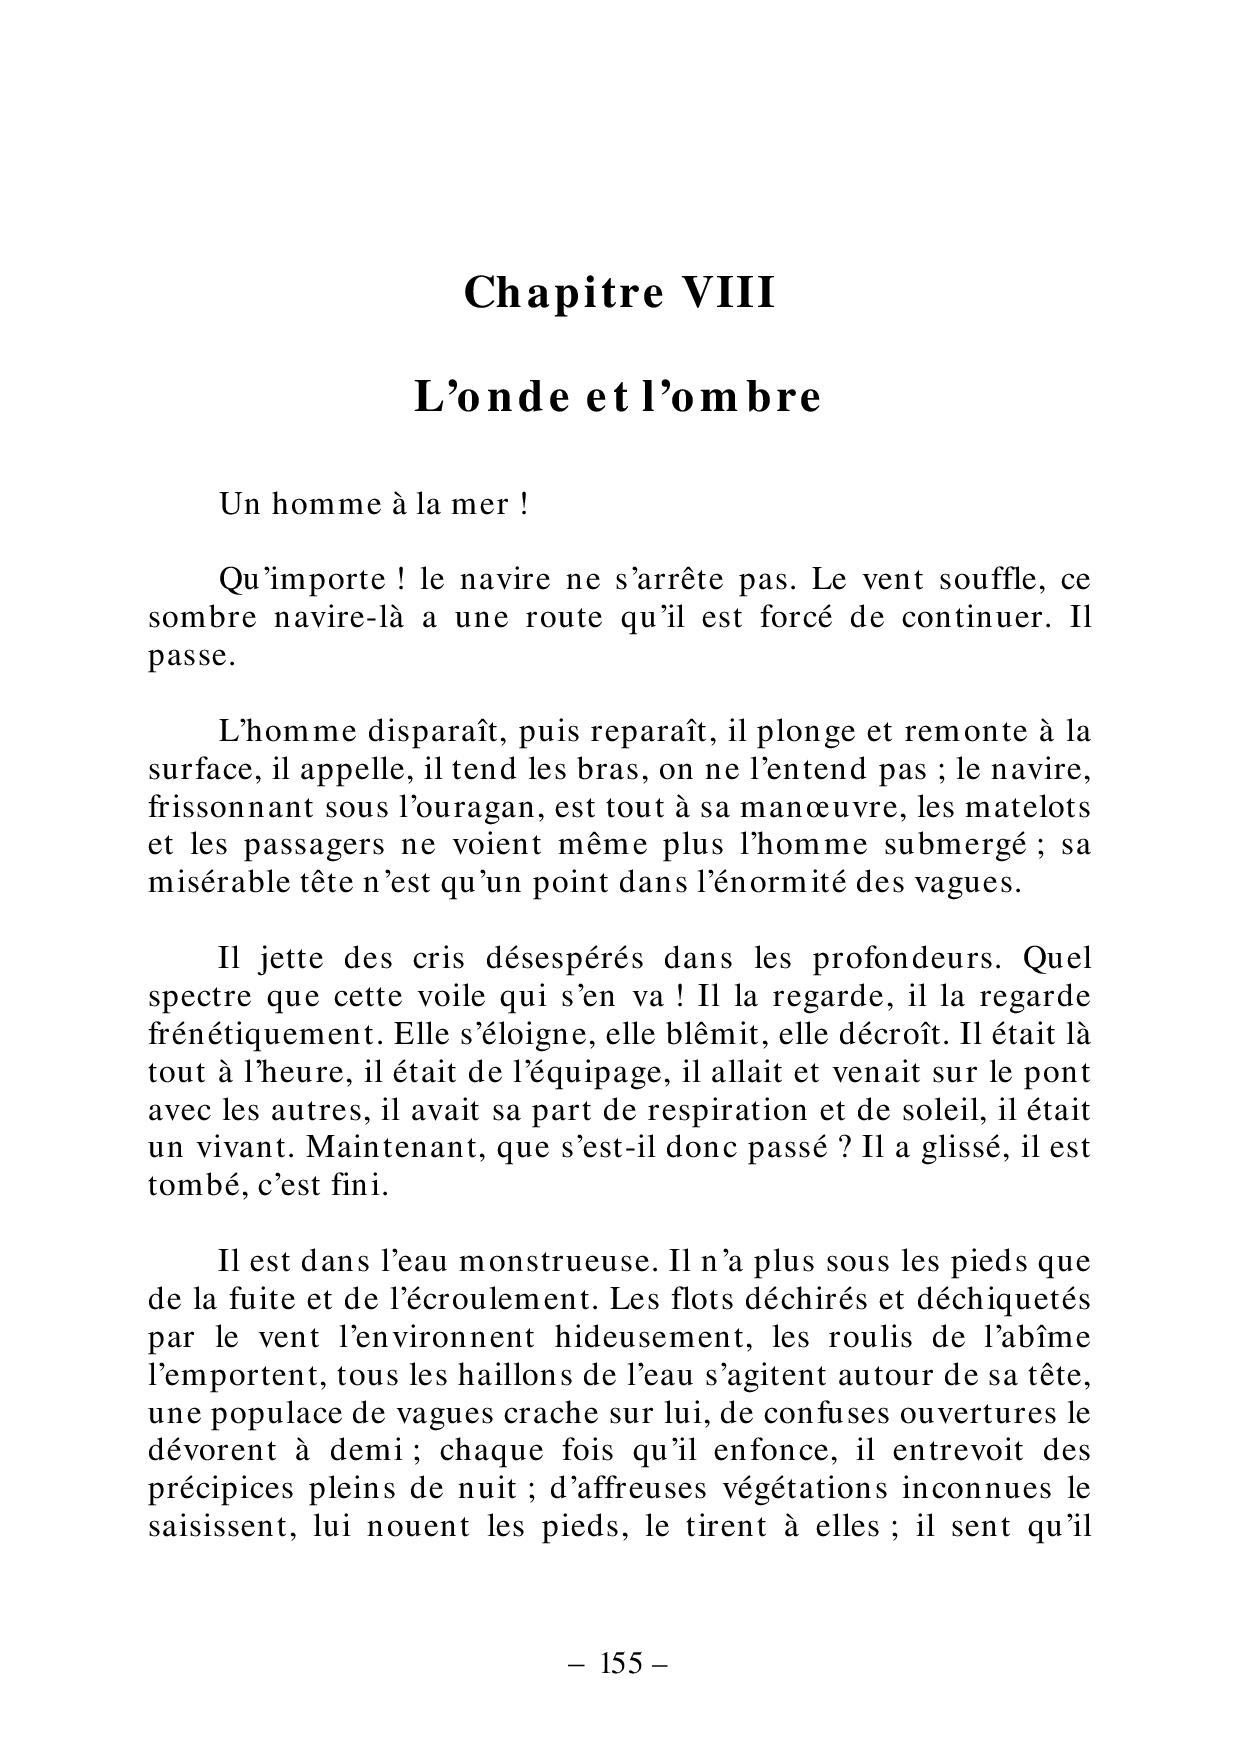 Chapitre VIII
L’onde et l’ombre
Un homme à la mer !
Qu’importe ! le navire ne s’arrête pas. Le vent souffle, ce
sombre navire-là a une route qu’il est forcé de continuer. Il
passe.
L’homme disparaît, puis reparaît, il plonge et remonte à la
surface, il appelle, il tend les bras, on ne l’entend pas ; le navire,
frissonnant sous l’ouragan, est tout à sa manœuvre, les matelots
et les passagers ne voient même plus l’homme submergé ; sa
misérable tête n’est qu’un point dans l’énormité des vagues.
Il jette des cris désespérés dans les profondeurs. Quel
spectre que cette voile qui s’en va ! Il la regarde, il la regarde
frénétiquement. Elle s’éloigne, elle blêmit, elle décroît. Il était là
tout à l’heure, il était de l’équipage, il allait et venait sur le pont
avec les autres, il avait sa part de respiration et de soleil, il était
un vivant. Maintenant, que s’est-il donc passé ? Il a glissé, il est
tombé, c’est fini.
Il est dans l’eau monstrueuse. Il n’a plus sous les pieds que
de la fuite et de l’écroulement. Les flots déchirés et déchiquetés
par le vent l’environnent hideusement, les roulis de l’abîme
l’emportent, tous les haillons de l’eau s’agitent autour de sa tête,
une populace de vagues crache sur lui, de confuses ouvertures le
dévorent à demi ; chaque fois qu’il enfonce, il entrevoit des
précipices pleins de nuit ; d’affreuses végétations inconnues le
saisissent, lui nouent les pieds, le tirent à elles ; il sent qu’il
– 155 –